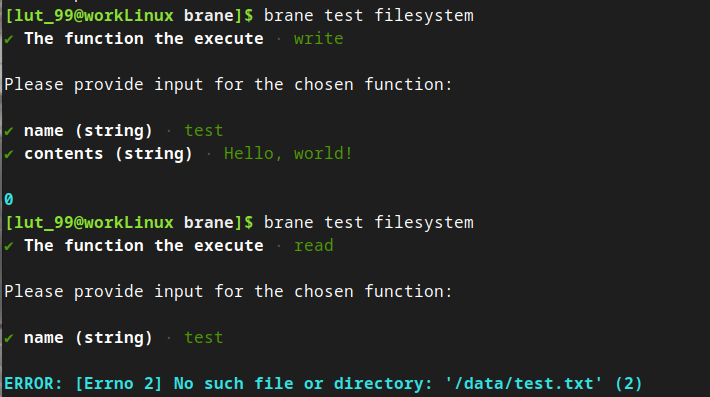 [lut_99@workLinux brane]$ brane test filesystem
✔ The function the execute · write
Please provide input for the chosen function:
✔ name (string) · test
✔ contents (string) · Hello, world!
0
[lut_99@workLinux brane]$ brane test filesystem
✔ The function the execute · read
Please provide input for the chosen function:
✔ name (string) · test
ERROR: [Errno 2] No such file or directory: '/data/test.txt' (2)